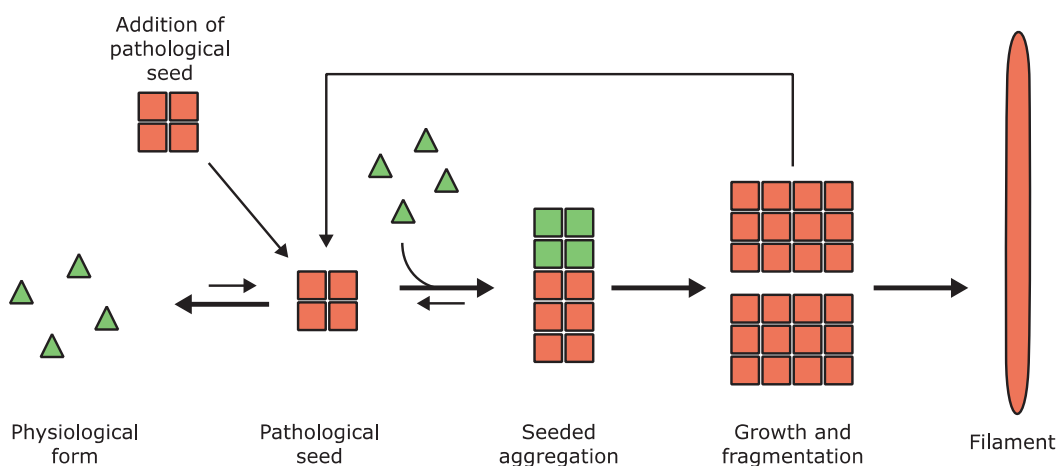 Addition of
pathological
seed
Physiological
form
Pathological
seed
Seeded
aggregation
Growth and
fragmentation
Filament